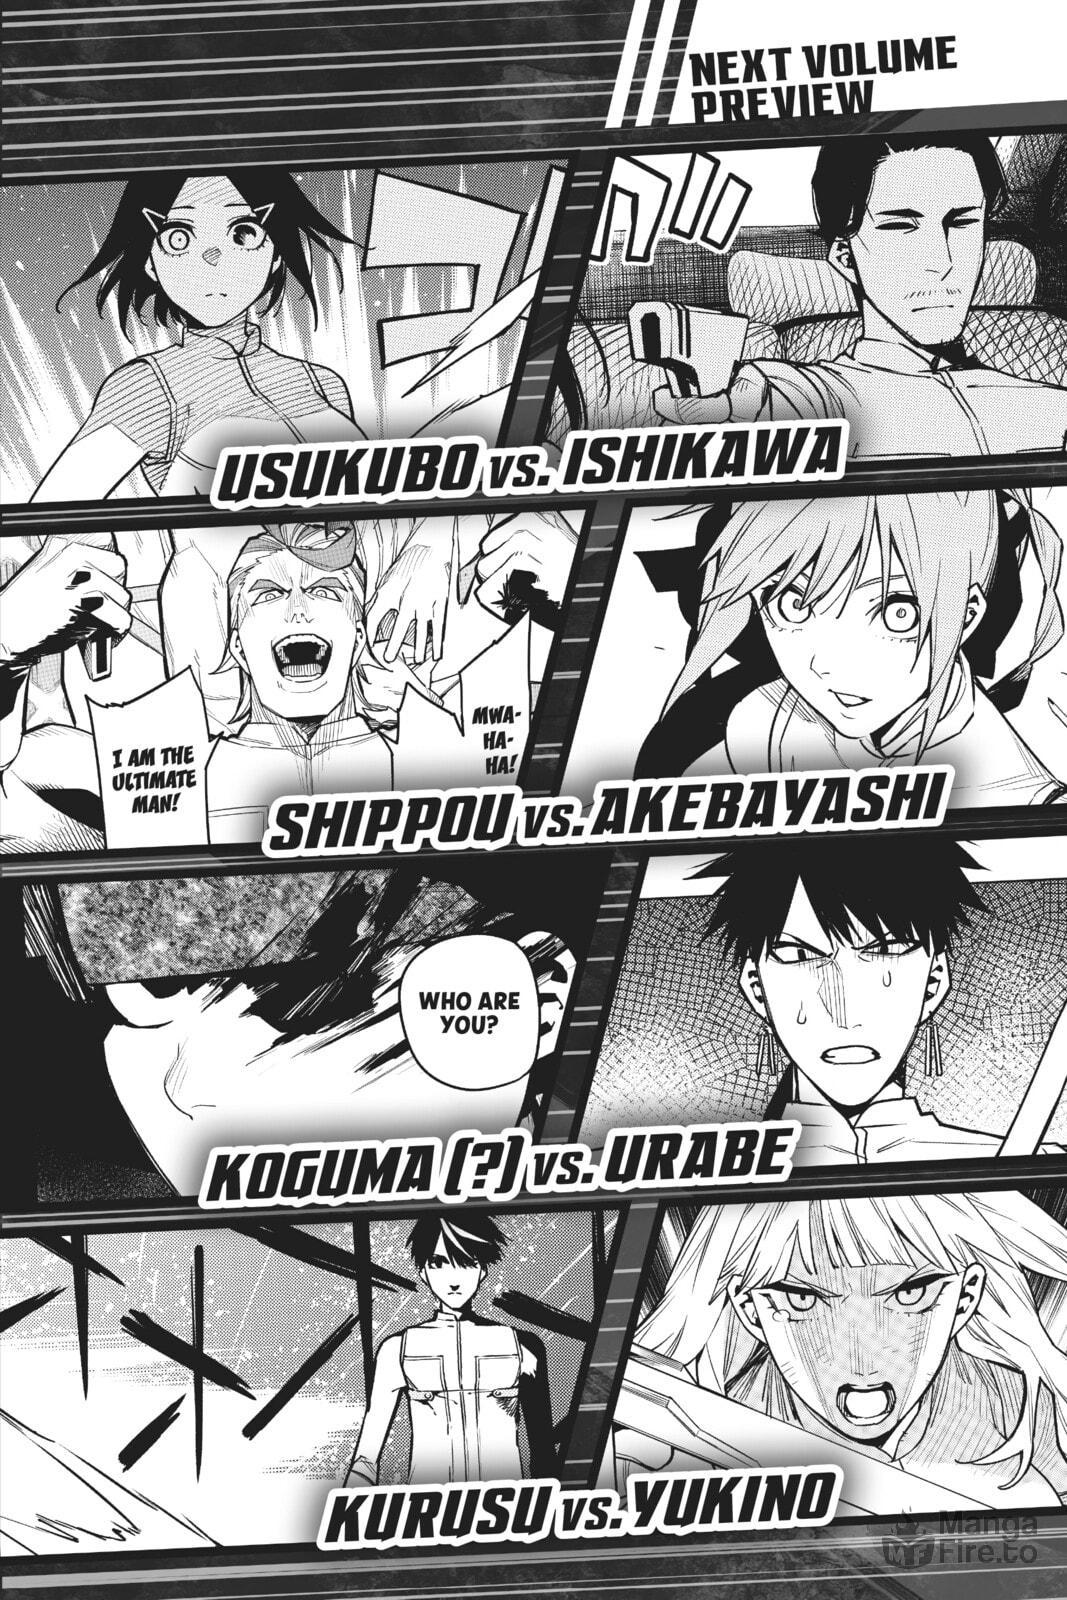 NEXT VOLUME
PREVIEW
USUKUBO VS. ISHIKAWA
I AM THE
ULTIMATE
MAN!
MWA-
HA-
HA!
SHIPPOU VS. AKEBAYASHI
WHO ARE
YOU?
KOGUMA (?) VS. URABE
KURUSU VS. YUKINO
Manga
MF Fire.to